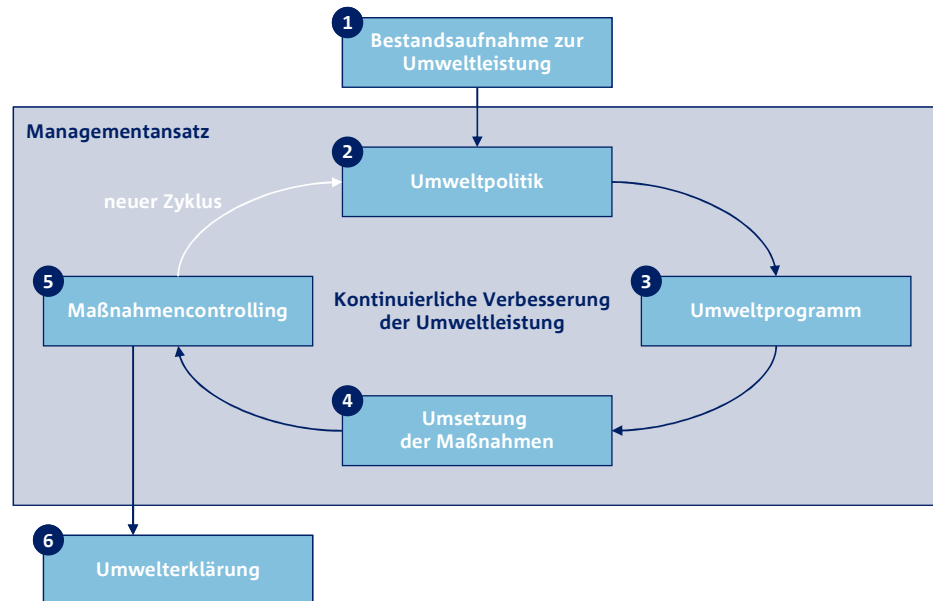 1
Bestandsaufnahme zur
Umweltleistung
Managementansatz
2
Umweltpolitik
neuer Zyklus
5
Maßnahmencontrolling
Kontinuierliche Verbesserung
der Umweltleistung
3
Umweltprogramm
4
Umsetzung
der Maßnahmen
6
Umwelterklärung